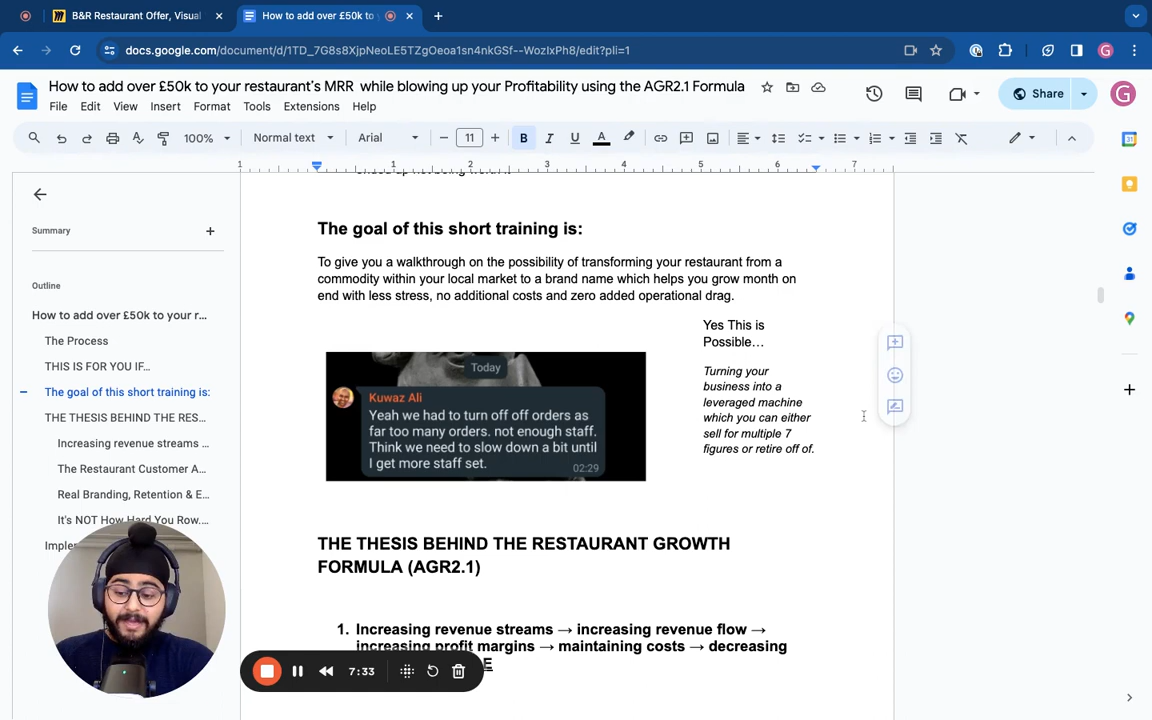 B&R Restaurant Offer, Visual
How to add over £50k to
docs.google.com/document/d/1TD_7G8s8XjpNeoLE5TZgOeoa1sn4nkGSf--WozIxPh8/edit?pli=1
G
How to add over £50k to your restaurant's MRR while blowing up your Profitability using the AGR2.1 Formula
File Edit View Insert Format Tools Extensions Help
Share
G
100% Normal text Arial 11 B I U A
1 1 2 3 4 5 6 7
Summary
Outline
How to add over £50k to your r...
The Process
THIS IS FOR YOU IF...
The goal of this short training is:
THE THESIS BEHIND THE RES...
Increasing revenue streams ...
The Restaurant Customer A...
Real Branding, Retention & E...
It's NOT How Hard You Row....
Implem
The goal of this short training is:
To give you a walkthrough on the possibility of transforming your restaurant from a
commodity within your local market to a brand name which helps you grow month on
end with less stress, no additional costs and zero added operational drag.
Yes This is
Possible…
Turning your
business into a
leveraged machine
which you can either
sell for multiple 7
figures or retire off of.
Today
Kuwaz Ali
Yeah we had to turn off off orders as
far too many orders. not enough staff.
Think we need to slow down a bit until
I get more staff set.
02:29
THE THESIS BEHIND THE RESTAURANT GROWTH
FORMULA (AGR2.1)
1. Increasing revenue streams → increasing revenue flow →
increasing profit margins → maintaining costs → decreasing
7:33